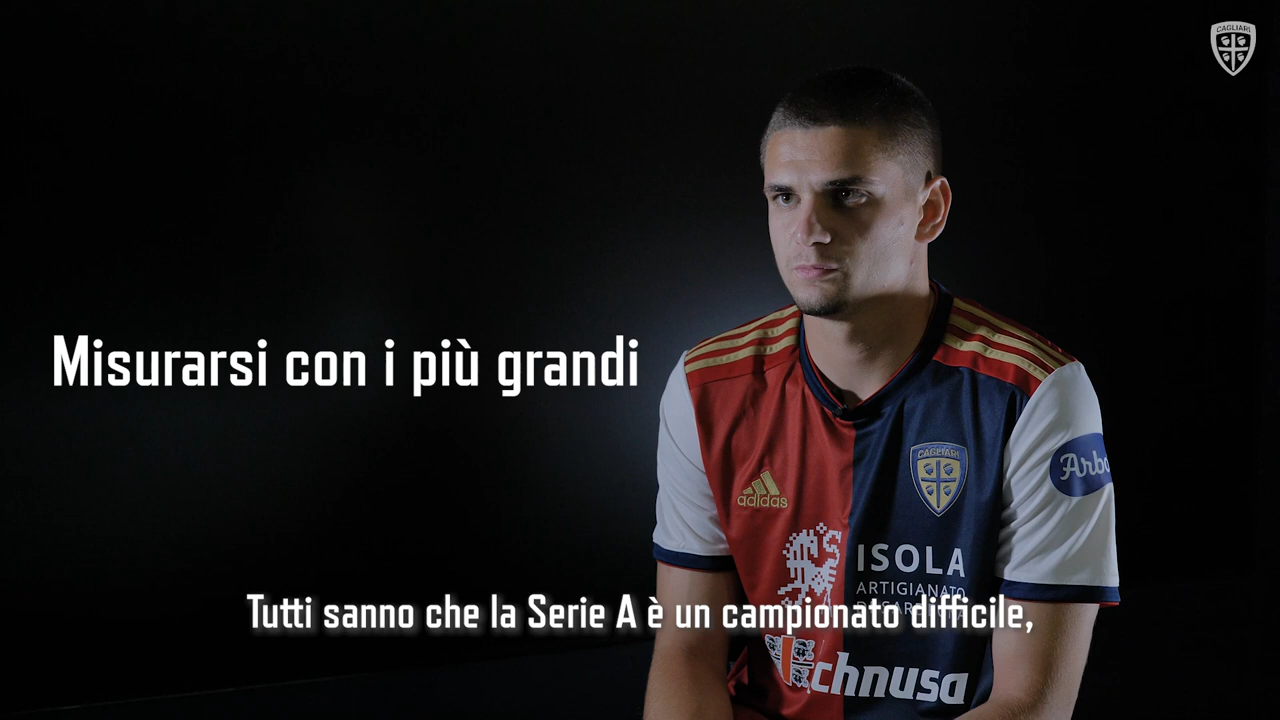 CAGLIARI
Misurarsi con i più grandi
CAGLIARI
Arbo
adidas
ISOLA
ARTIGIANATO
Tutti sanno che la Serie A è un campionato difficile,
ichnusa